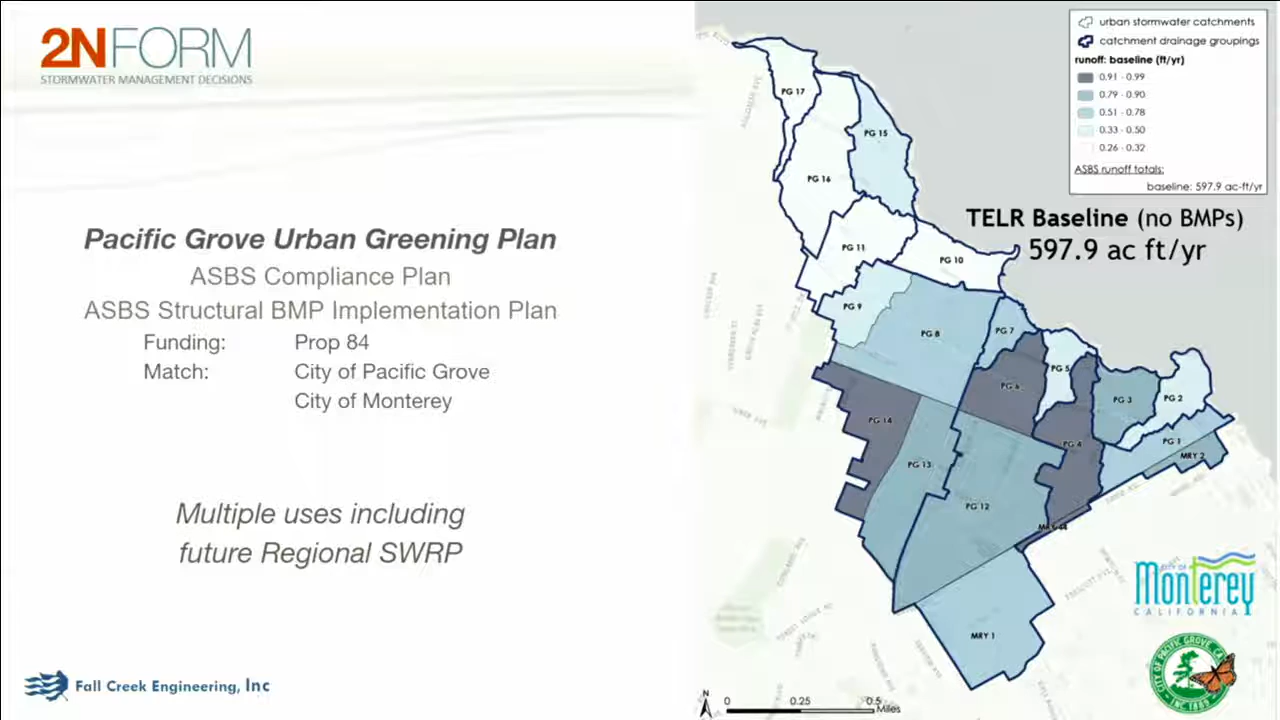 2NFORM
STORMWATER MANAGEMENT DECISIONS
Pacific Grove Urban Greening Plan
ASBS Compliance Plan
ASBS Structural BMP Implementation Plan
Funding: Prop 84
Match: City of Pacific Grove
City of Monterey
Multiple uses including
future Regional SWRP
Fall Creek Engineering, Inc
urban stormwater catchments
catchment drainage groupings
runoff: baseline (ft/yr)
0.91 - 0.99
0.79 - 0.90
0.51 - 0.78
0.33 - 0.50
0.26 - 0.32
ASBS runoff totals:
baseline: 597.9 ac-ft/yr
TELR Baseline (no BMPs)
597.9 ac ft/yr
PG 17
PG 15
PG 16
PG 11
PG 10
PG 9
PG 8
PG 7
PG 5
PG 6
PG 3
PG 2
PG 14
PG 4
PG 1
MRY 2
PG 13
PG 12
MRY 1
CITY OF
Monterey
CALIFORNIA
CITY OF PACIFIC GROVE, CA
INC 1889
N
0 0.25 0.5
Miles